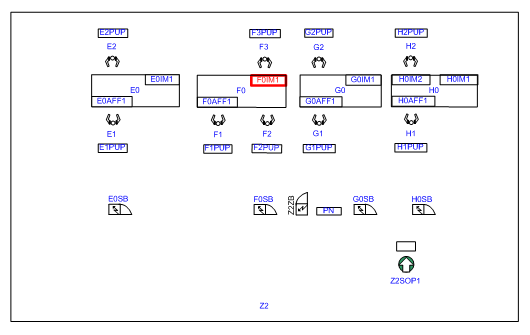 E2PUP F3PUP G2PUP H2PUP
E2 F3 G2 H2
E0IM1 F0IM1 G0IM1 H0IM2 H0IM1
E0 F0 G0 H0
E0AFF1 F0AFF1 G0AFF1 H0AFF1
E1 F1 F2 G1 H1
E1PUP F1PUP F2PUP G1PUP H1PUP
E0SB F0SB Z2ZB G0SB H0SB
PN
Z2SOP1
Z2